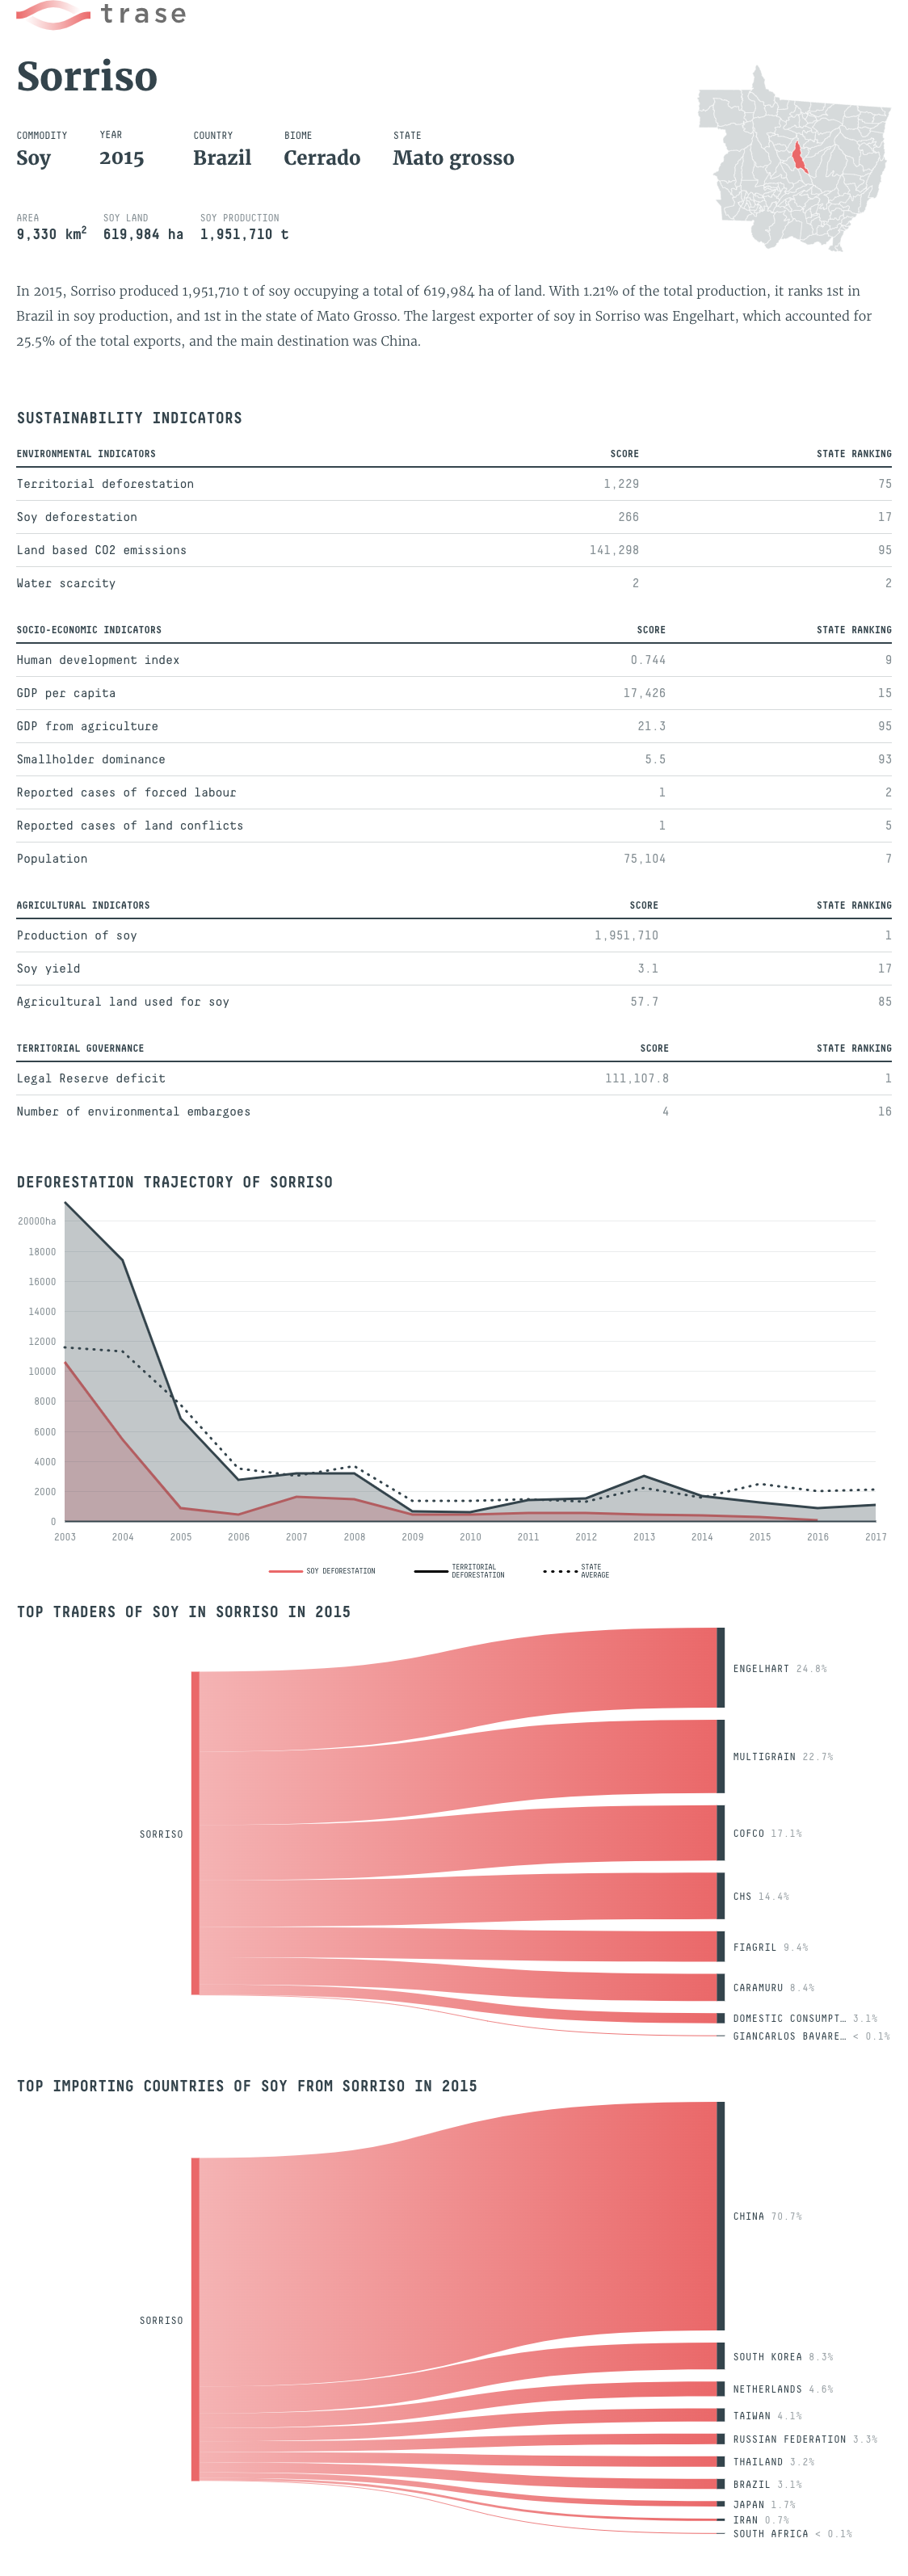 trase
Sorriso
COMMODITY YEAR COUNTRY BIOME STATE
Soy 2015 Brazil Cerrado Mato grosso
AREA SOY LAND SOY PRODUCTION
9,330 km2 619,984 ha 1,951,710 t
In 2015, Sorriso produced 1,951,710 t of soy occupying a total of 619,984 ha of land. With 1.21% of the total production, it ranks 1st in
Brazil in soy production, and 1st in the state of Mato Grosso. The largest exporter of soy in Sorriso was Engelhart, which accounted for
25.5% of the total exports, and the main destination was China.
SUSTAINABILITY INDICATORS
ENVIRONMENTAL INDICATORS SCORE STATE RANKING
Territorial deforestation 1,229 75
Soy deforestation 266 17
Land based CO2 emissions 141,298 95
Water scarcity 2 2
SOCIO-ECONOMIC INDICATORS SCORE STATE RANKING
Human development index 0.744 9
GDP per capita 17,426 15
GDP from agriculture 21.3 95
Smallholder dominance 5.5 93
Reported cases of forced labour 1 2
Reported cases of land conflicts 1 5
Population 75,104 7
AGRICULTURAL INDICATORS SCORE STATE RANKING
Production of soy 1,951,710 1
Soy yield 3.1 17
Agricultural land used for soy 57.7 85
TERRITORIAL GOVERNANCE SCORE STATE RANKING
Legal Reserve deficit 111,107.8 1
Number of environmental embargoes 4 16
DEFORESTATION TRAJECTORY OF SORRISO
20000ha
18000
16000
14000
12000
10000
8000
6000
4000
2000
0
2003 2004 2005 2006 2007 2008 2009 2010 2011 2012 2013 2014 2015 2016 2017
SOY DEFORESTATION
TERRITORIAL
DEFORESTATION
STATE
AVERAGE
TOP TRADERS OF SOY IN SORRISO IN 2015
ENGELHART 24.8%
MULTIGRAIN 22.7%
COFCO 17.1%
SORRISO
CHS 14.4%
FIAGRIL 9.4%
CARAMURU 8.4%
DOMESTIC CONSUMPT… 3.1%
GIANCARLOS BAVARE… < 0.1%
TOP IMPORTING COUNTRIES OF SOY FROM SORRISO IN 2015
CHINA 70.7%
SORRISO
SOUTH KOREA 8.3%
NETHERLANDS 4.6%
TAIWAN 4.1%
RUSSIAN FEDERATION 3.3%
THAILAND 3.2%
BRAZIL 3.1%
JAPAN 1.7%
IRAN 0.7%
SOUTH AFRICA < 0.1%